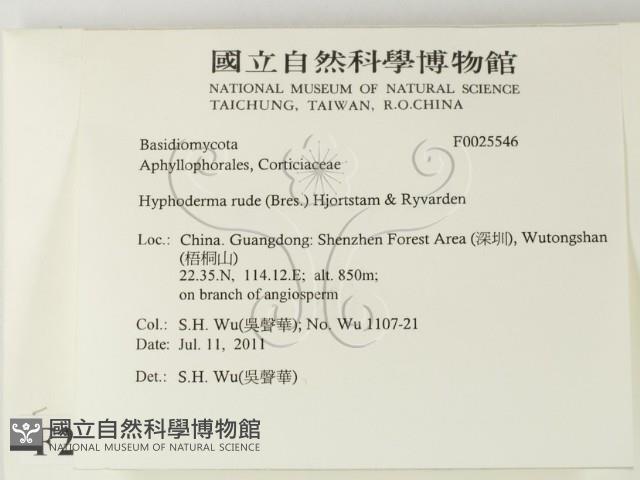 國立自然科學博物館
NATIONAL MUSEUM OF NATURAL SCIENCE
TAICHUNG, TAIWAN, R.O.CHINA
Basidiomycota F0025546
Aphyllophorales, Corticiaceae
Hyphoderma rude (Bres.) Hjortstam & Ryvarden
Loc.: China. Guangdong: Shenzhen Forest Area (深圳), Wutongshan
(梧桐山)
22.35.N, 114.12.E; alt. 850m;
on branch of angiosperm
Col.: S.H. Wu(吳聲華); No. Wu 1107-21
Date: Jul. 11, 2011
Det.: S.H. Wu(吳聲華)
國立自然科學博物館
NATIONAL MUSEUM OF NATURAL SCIENCE